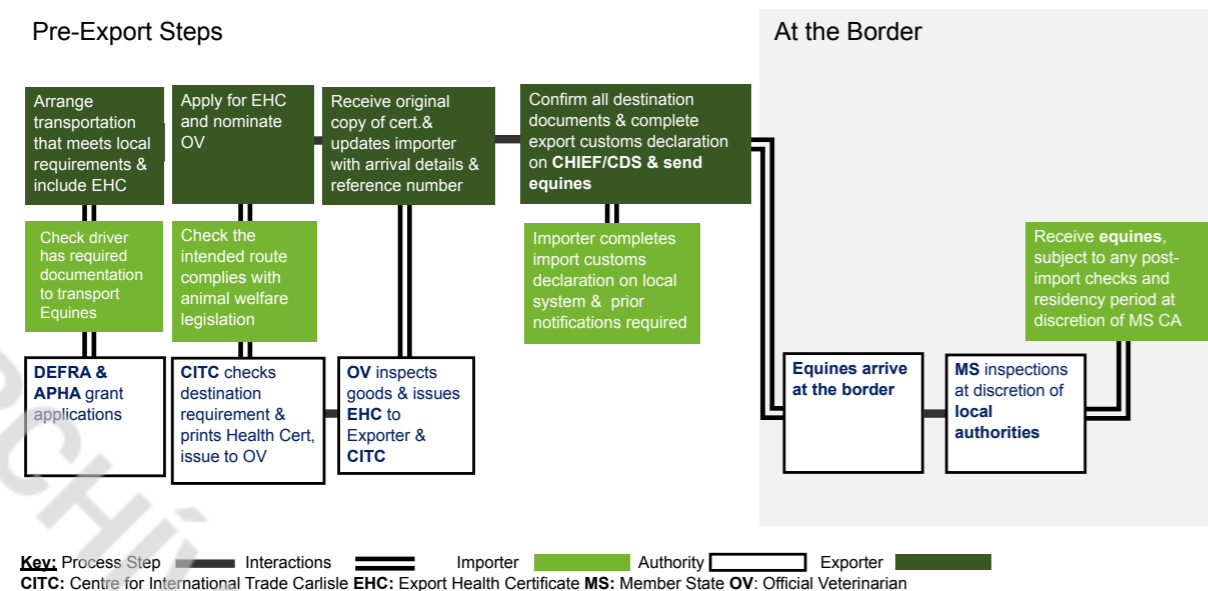 Pre-Export Steps
At the Border
Arrange
transportation
that meets local
requirements &
include EHC
Apply for EHC
and nominate
OV
Receive original
copy of cert.&
updates importer
with arrival details &
reference number
Confirm all destination
documents & complete
export customs declaration
on CHIEF/CDS & send
equines
Check driver
has required
documentation
to transport
Equines
Check the
intended route
complies with
animal welfare
legislation
Importer completes
import customs
declaration on local
system & prior
notifications required
Receive equines,
subject to any post-
import checks and
residency period at
discretion of MS CA
DEFRA &
APHA grant
applications
CITC checks
destination
requirement &
prints Health Cert,
issue to OV
OV inspects
goods & issues
EHC to
Exporter &
CITC
Equines arrive
at the border
MS inspections
at discretion of
local
authorities
Key: Process Step Interactions Importer Authority Exporter
CITC: Centre for International Trade Carlisle EHC: Export Health Certificate MS: Member State OV: Official Veterinarian